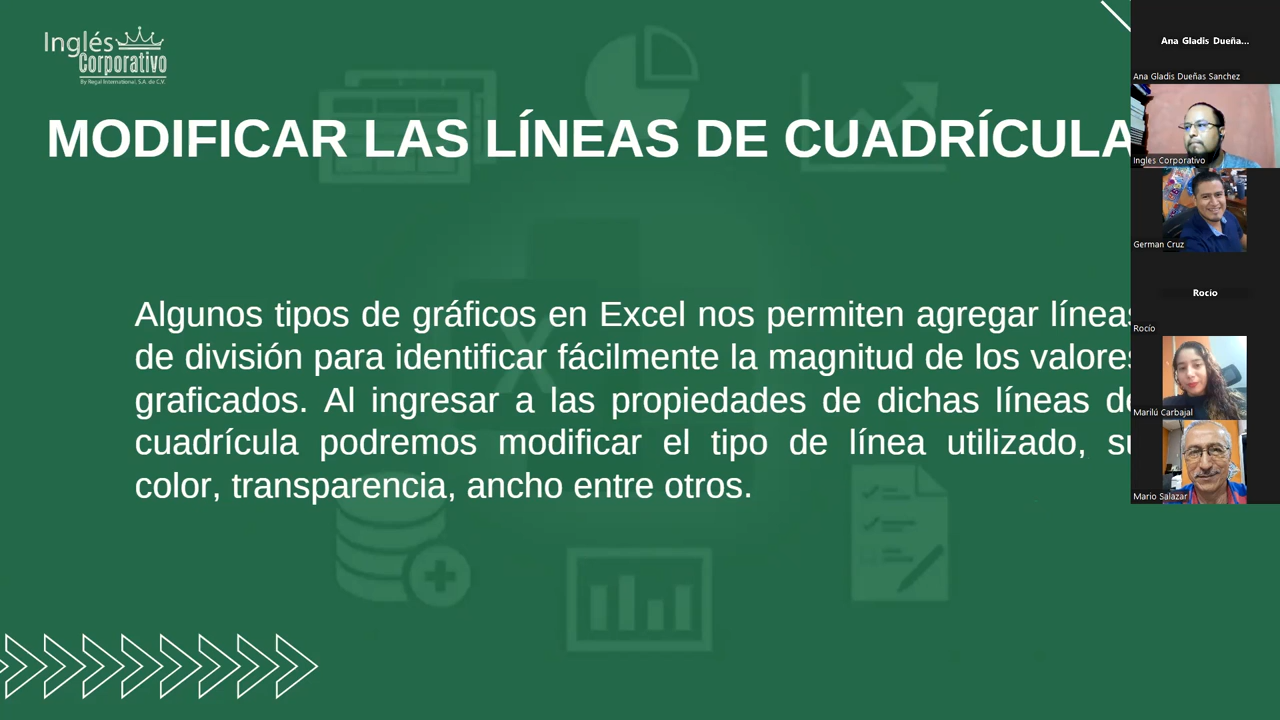 Inglés
Corporativo
By Regal International, S.A. de C.V.
MODIFICAR LAS LÍNEAS DE CUADRÍCULA
Algunos tipos de gráficos en Excel nos permiten agregar líneas
de división para identificar fácilmente la magnitud de los valores
graficados. Al ingresar a las propiedades de dichas líneas de
cuadrícula podremos modificar el tipo de línea utilizado, su
color, transparencia, ancho entre otros.
Ana Gladis Dueña...
Ana Gladis Dueñas Sanchez
Ingles Corporativo
German Cruz
Rocío
Rocío
Marilú Carbajal
Mario Salazar